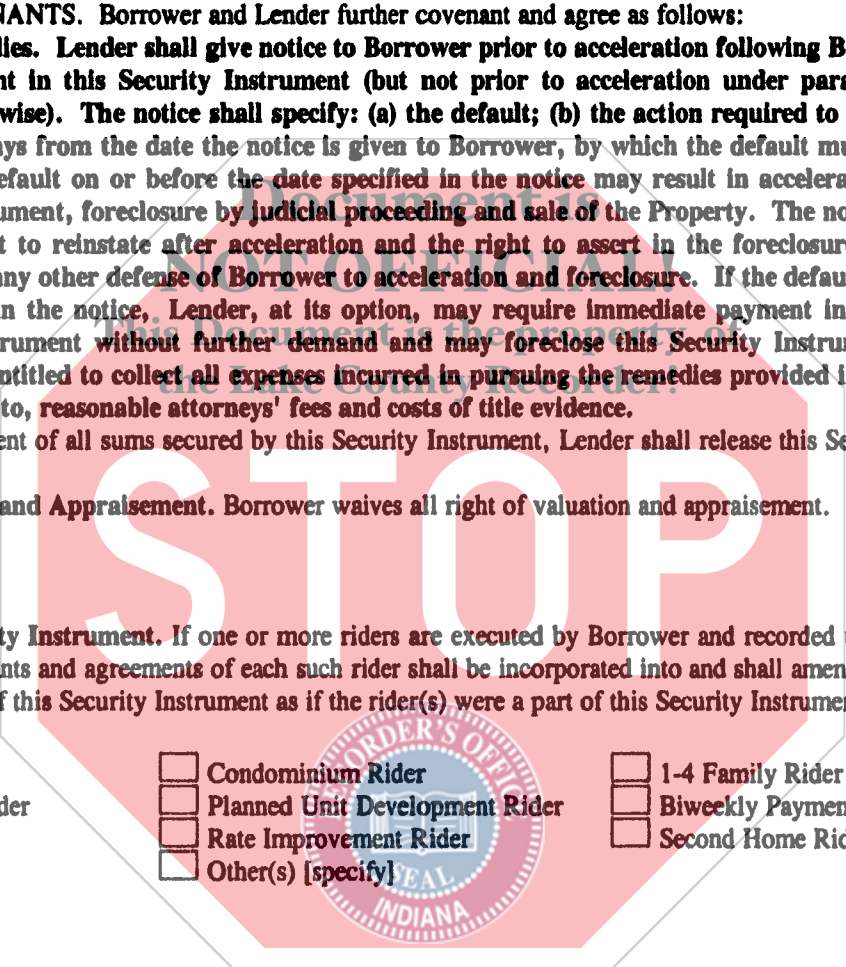 NANTS. Borrower and Lender further covenant and agree as follows:
lies. Lender shall give notice to Borrower prior to acceleration following B
nt in this Security Instrument (but not prior to acceleration under para
wise). The notice shall specify: (a) the default; (b) the action required to
ays from the date the notice is given to Borrower, by which the default mu
efault on or before the date specified in the notice may result in accelera
ument, foreclosure by judicial proceeding and sale of the Property. The no
t to reinstate after acceleration and the right to assert in the foreclosur
any other defense of Borrower to acceleration and foreclosure. If the defau
in the notice, Lender, at its option, may require immediate payment in
rument without further demand and may foreclose this Security Instru
ntitled to collect all expenses incurred in pursuing the remedies provided i
to, reasonable attorneys' fees and costs of title evidence.
ent of all sums secured by this Security Instrument, Lender shall release this Se
and Appraisement. Borrower waives all right of valuation and appraisement.
ty Instrument. If one or more riders are executed by Borrower and recorded
nts and agreements of each such rider shall be incorporated into and shall amen
f this Security Instrument as if the rider(s) were a part of this Security Instrumen
Condominium Rider
1-4 Family Rider
der
Planned Unit Development Rider
Biweekly Paymen
Rate Improvement Rider
Second Home Rid
Other(s) [specify]
Document is
NOT OFFICIAL!
This Document is the property of
the Lake County Recorder!
STOP
RECORDER'S OFFICE
SEAL
INDIANA